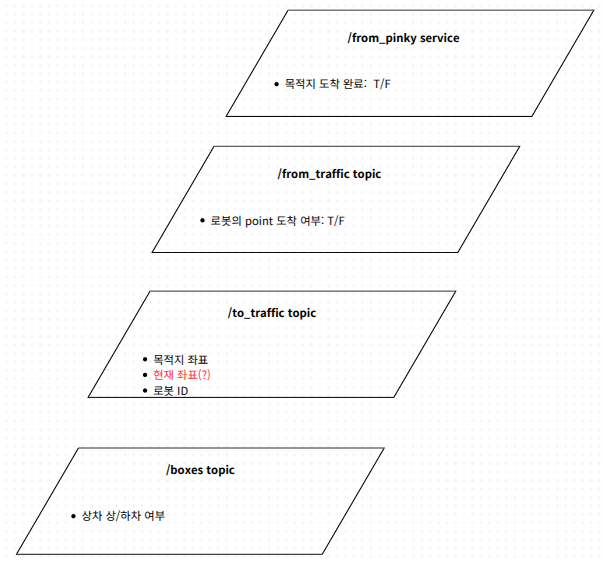 /from_pinky service
• 목적지 도착 완료: T/F
/from_traffic topic
• 로봇의 point 도착 여부: T/F
/to_traffic topic
• 목적지 좌표
• 현재 좌표(?)
• 로봇 ID
/boxes topic
• 상차 상/하차 여부